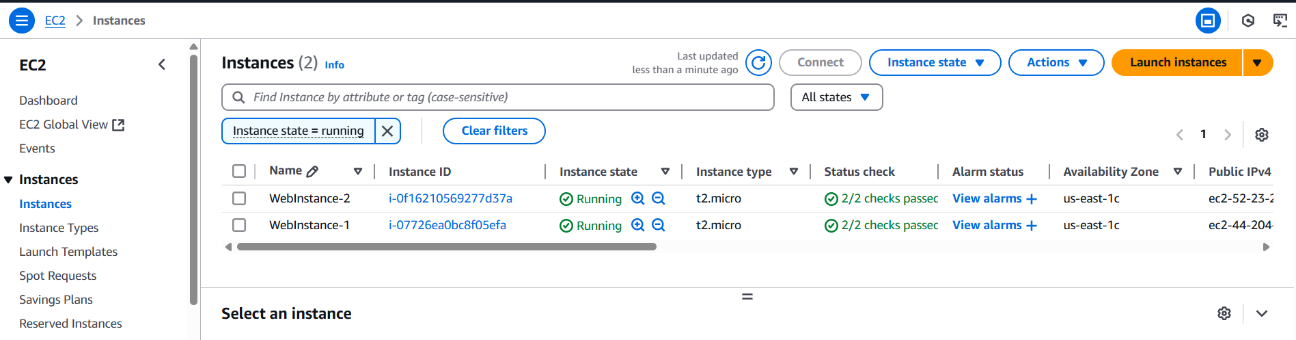 EC2 > Instances
EC2
Dashboard
EC2 Global View
Events
Instances
Instances
Instance Types
Launch Templates
Spot Requests
Savings Plans
Reserved Instances
Instances (2) Info
Last updated
less than a minute ago
Connect
Instance state
Actions
Launch instances
Find Instance by attribute or tag (case-sensitive)
All states
Instance state = running
Clear filters
1
Name Instance ID Instance state Instance type Status check Alarm status Availability Zone Public IPv4
WebInstance-2 i-0f16210569277d37a Running t2.micro 2/2 checks passec View alarms + us-east-1c ec2-52-23-2
WebInstance-1 i-07726ea0bc8f05efa Running t2.micro 2/2 checks passec View alarms + us-east-1c ec2-44-204-
Select an instance